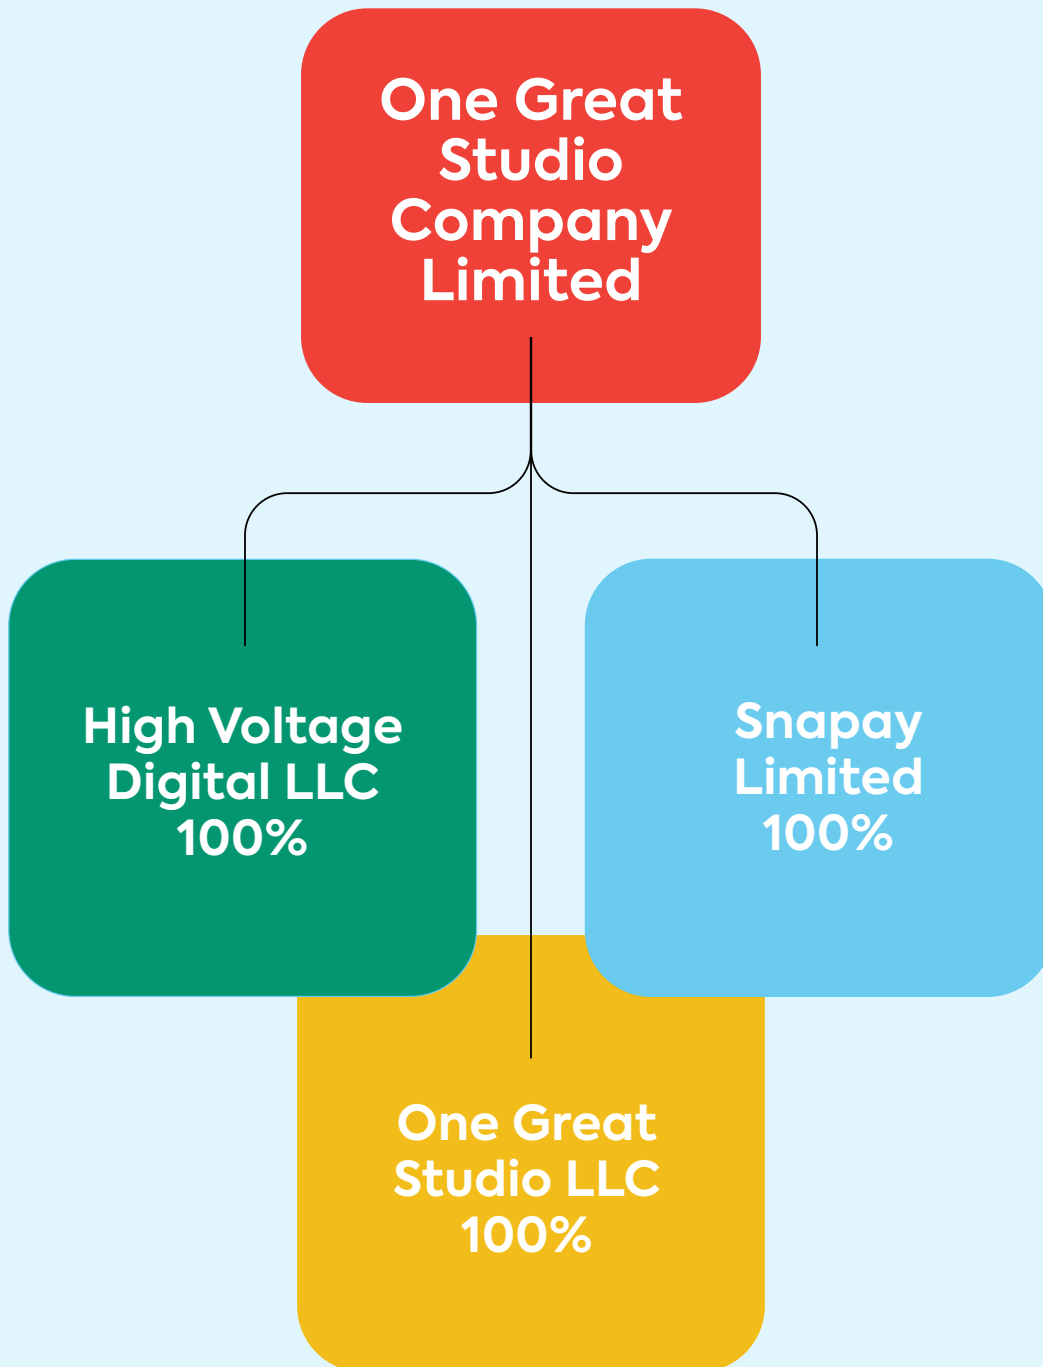 One Great
Studio
Company
Limited
High Voltage
Digital LLC
100%
Snapay
Limited
100%
One Great
Studio LLC
100%